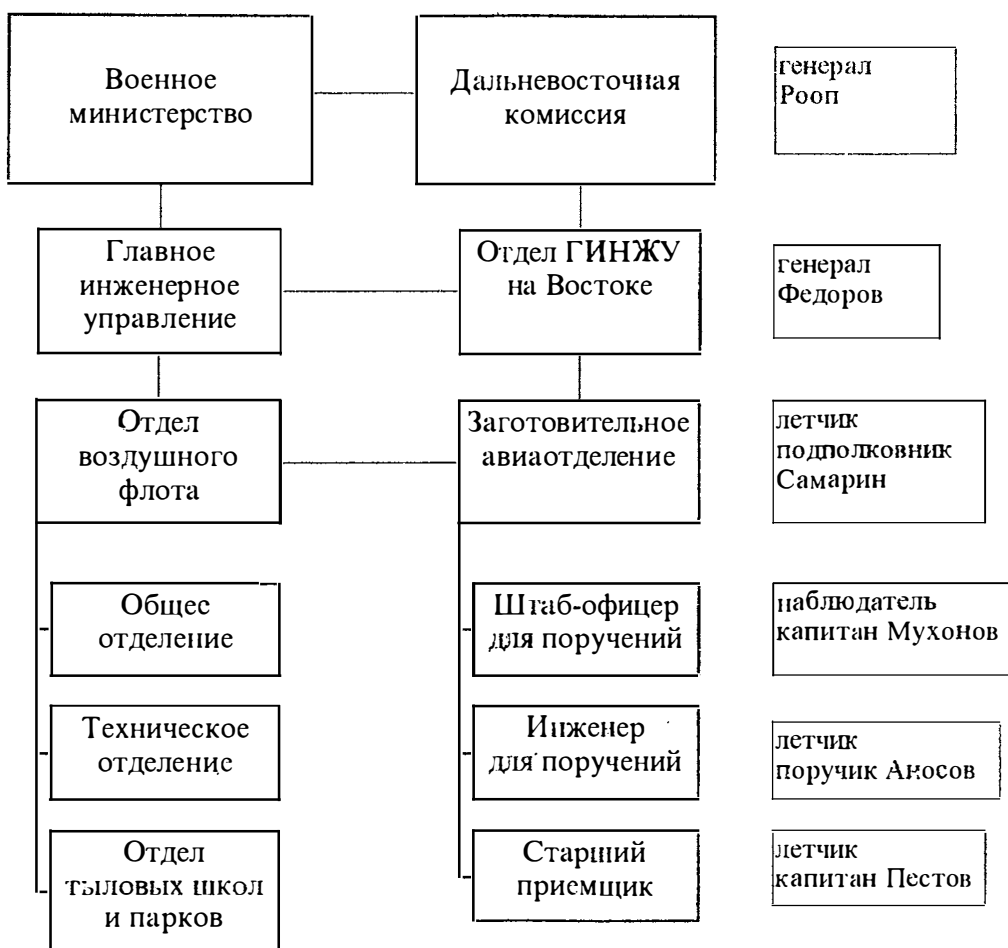 Военное
министерство
Дальневосточная
комиссия
генерал
Рооп
Главное
инженерное
управление
Отдел ГИНЖУ
на Востоке
генерал
Федоров
Отдел
воздушного
флота
Заготовительное
авиаотделение
летчик
подполковник
Самарин
Общес
отделение
Штаб-офицер
для поручений
наблюдатель
капитан Мухонов
Техническое
отделение
Инженер
для поручений
летчик
поручик Аносов
Отдел
тыловых школ
и парков
Старший
приемщик
летчик
капитан Пестов